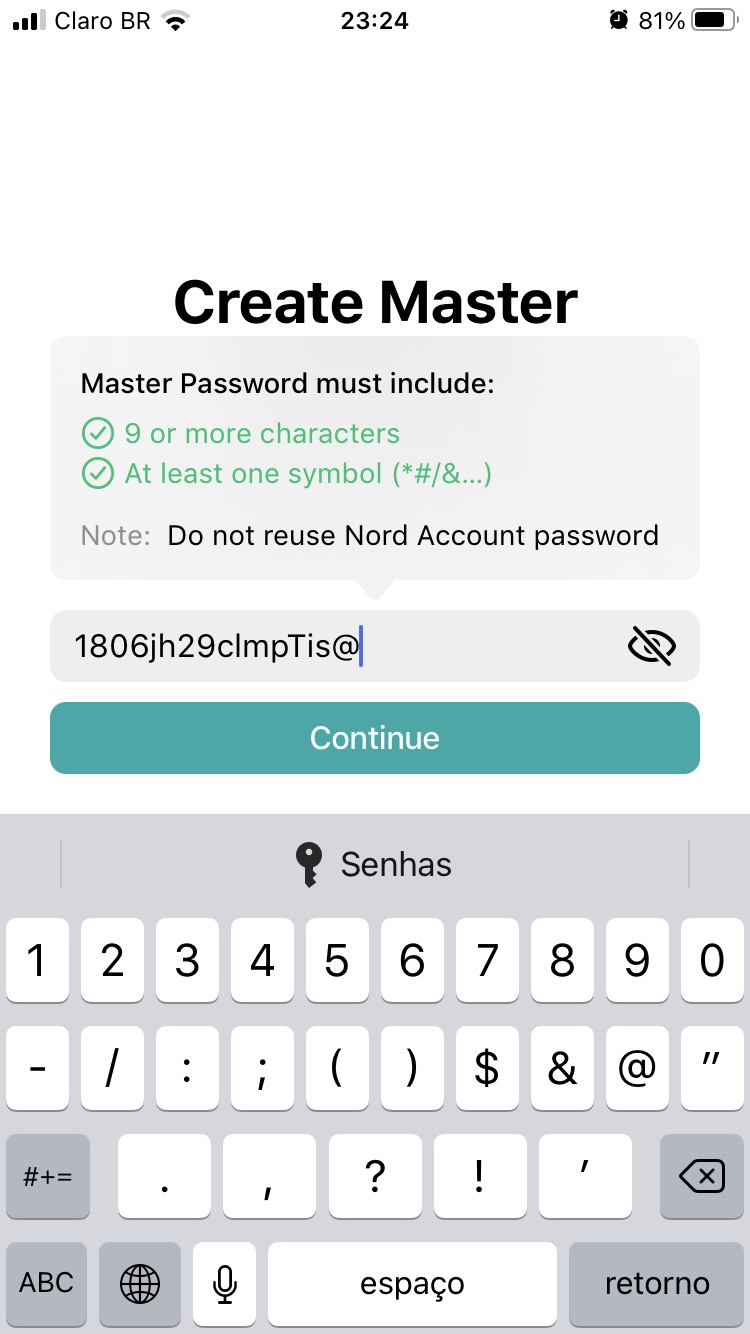 Claro BR 23:24 81%
Create Master
Master Password must include:
9 or more characters
At least one symbol (*#/&...)
Note: Do not reuse Nord Account password
1806jh29clmpTis@
Continue
Senhas
1 2 3 4 5 6 7 8 9 0
- / : ; ( ) $ & @ "
#+= . , ? ! '
ABC espaço retorno